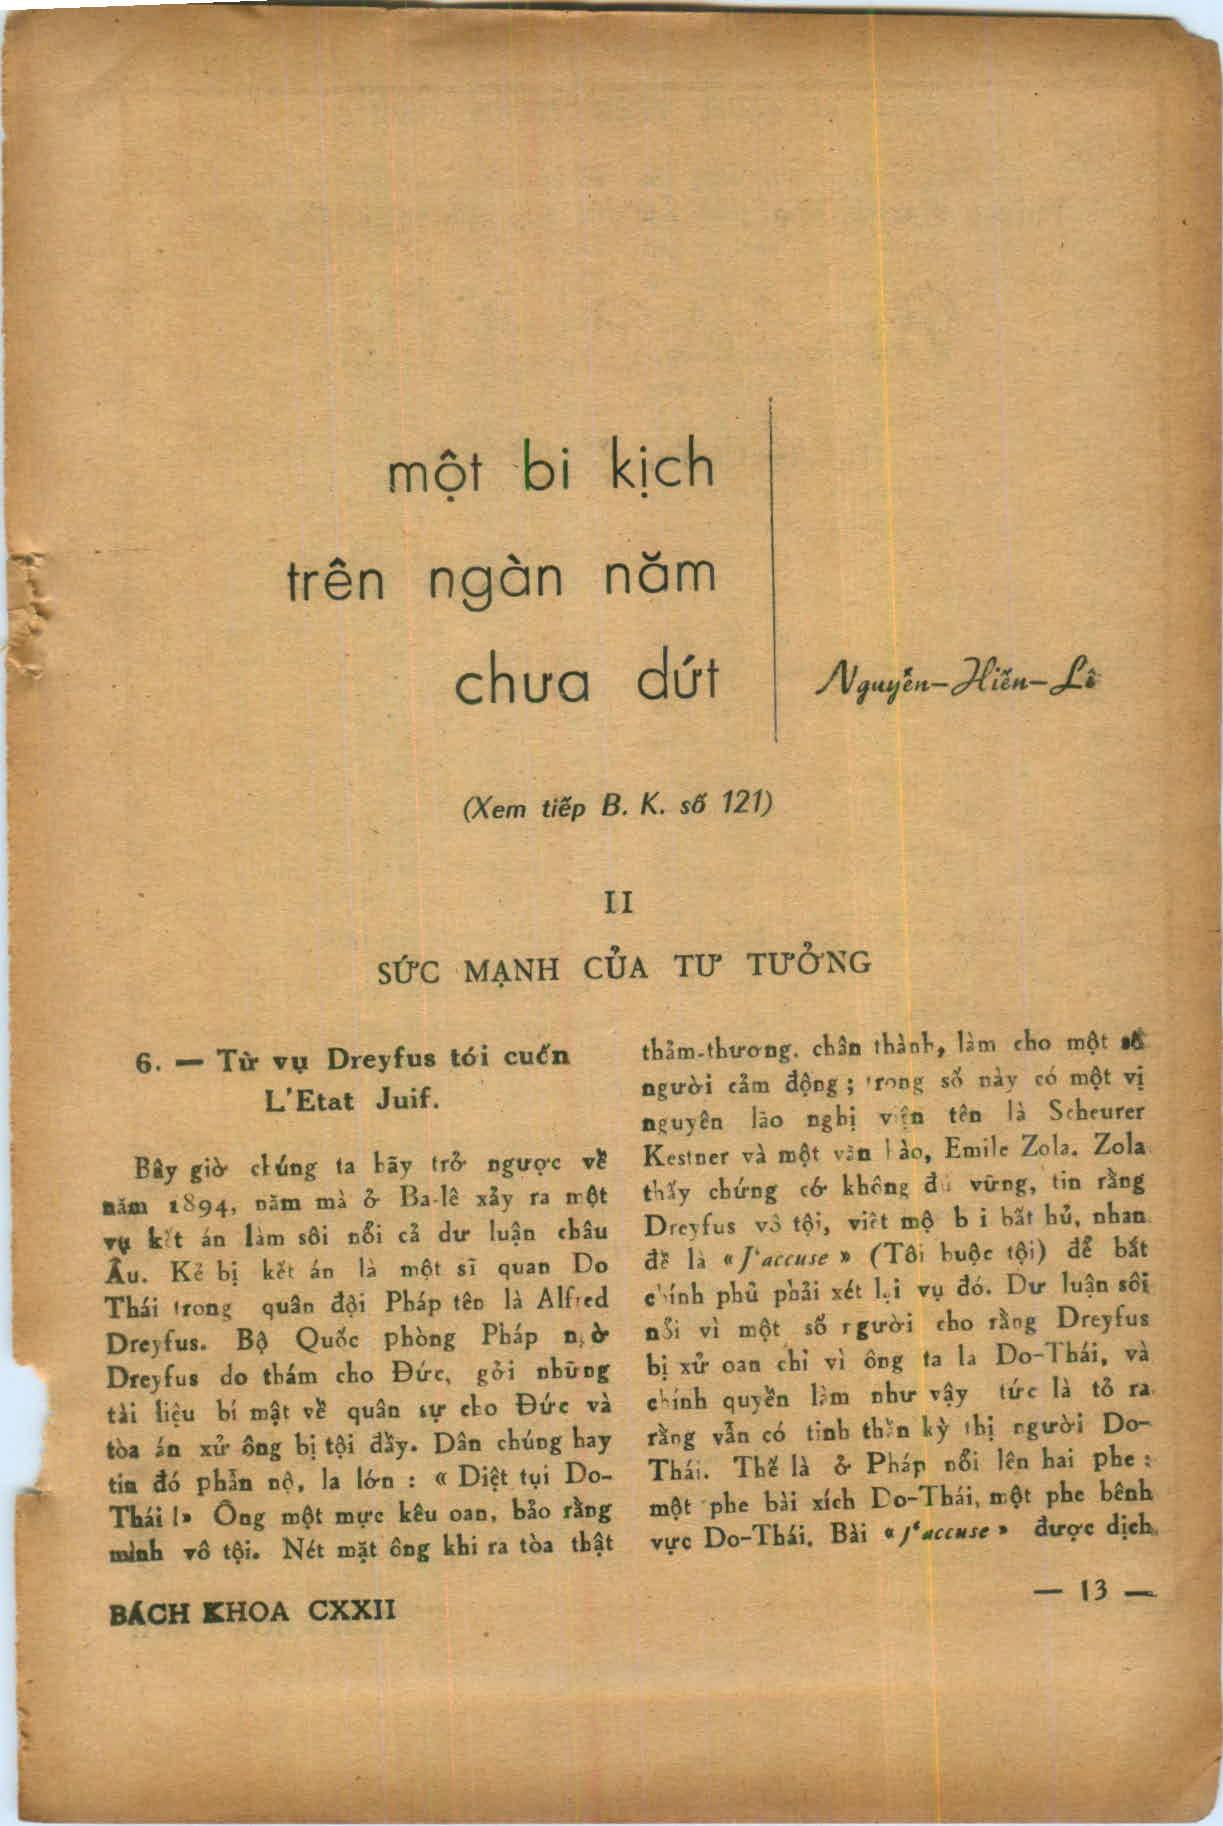 một bi kịch
trên ngàn năm
chưa dứt
Nguyễn-Hiến-Lê
(Xem tiếp B. K. số 121)
II
SỨC MẠNH CỦA TƯ TƯỞNG
6. — Từ vụ Dreyfus tới cuốn
L'Etat Juif.
Bây giờ chúng ta hãy trở ngược về
năm 1894, năm mà ở Ba-lê xảy ra một
vụ kết án làm sôi nổi cả dư luận châu
Âu. Kẻ bị kết án là một sĩ quan Do
Thái trong quân đội Pháp tên là Alfred
Dreyfus. Bộ Quốc phòng Pháp ngờ
Dreyfus do thám cho Đức, gởi những
tài liệu bí mật về quân sự cho Đức và
tòa án xử ông bị tội đầy. Dân chúng hay
tin đó phẫn nộ, la lớn : « Diệt tụi Do-
Thái !» Ông một mực kêu oan, bảo rằng
mình vô tội. Nét mặt ông khi ra tòa thật
thảm-thương. chân thành, làm cho một số
người cảm động ; trong số này có một vị
nguyên lão nghị viện tên là Scheurer
Kestner và một văn hào, Emile Zola. Zola
thấy chứng cớ không đủ vững, tin rằng
Dreyfus vô tội, viết một bài bất hủ, nhan
đề là «J'accuse » (Tôi buộc tội) để bắt
chính phủ phải xét lại vụ đó. Dư luận sôi
nổi vì một số người cho rằng Dreyfus
bị xử oan chỉ vì ông ta là Do-Thái, và
chính quyền làm như vậy tức là tỏ ra
rằng vẫn có tinh thần kỳ thị người Do-
Thái. Thế là ở Pháp nổi lên hai phe :
một phe bài xích Do-Thái, một phe bênh
vực Do-Thái. Bài «J'accuse » được dịch
BÁCH KHOA CXXII
— 13 —